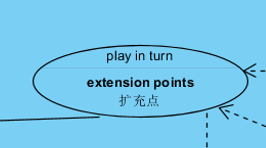 play in turn
extension points
扩充点